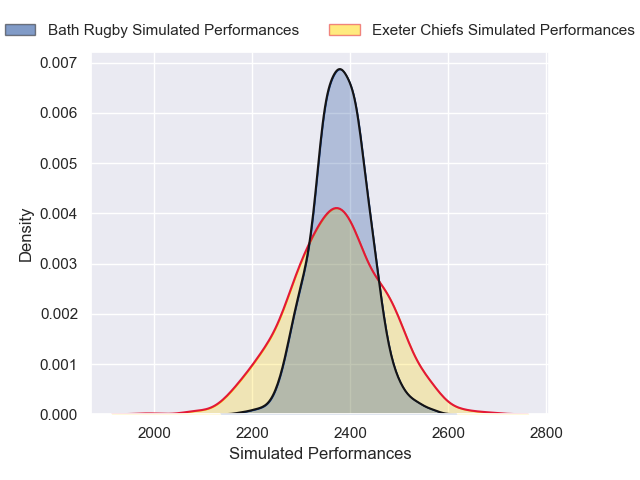 Bath Rugby Simulated Performances Exeter Chiefs Simulated Performances
0.007
0.006
0.005
0.004
0.003
0.002
0.001
0.000
Density
2000 2200 2400 2600 2800
Simulated Performances